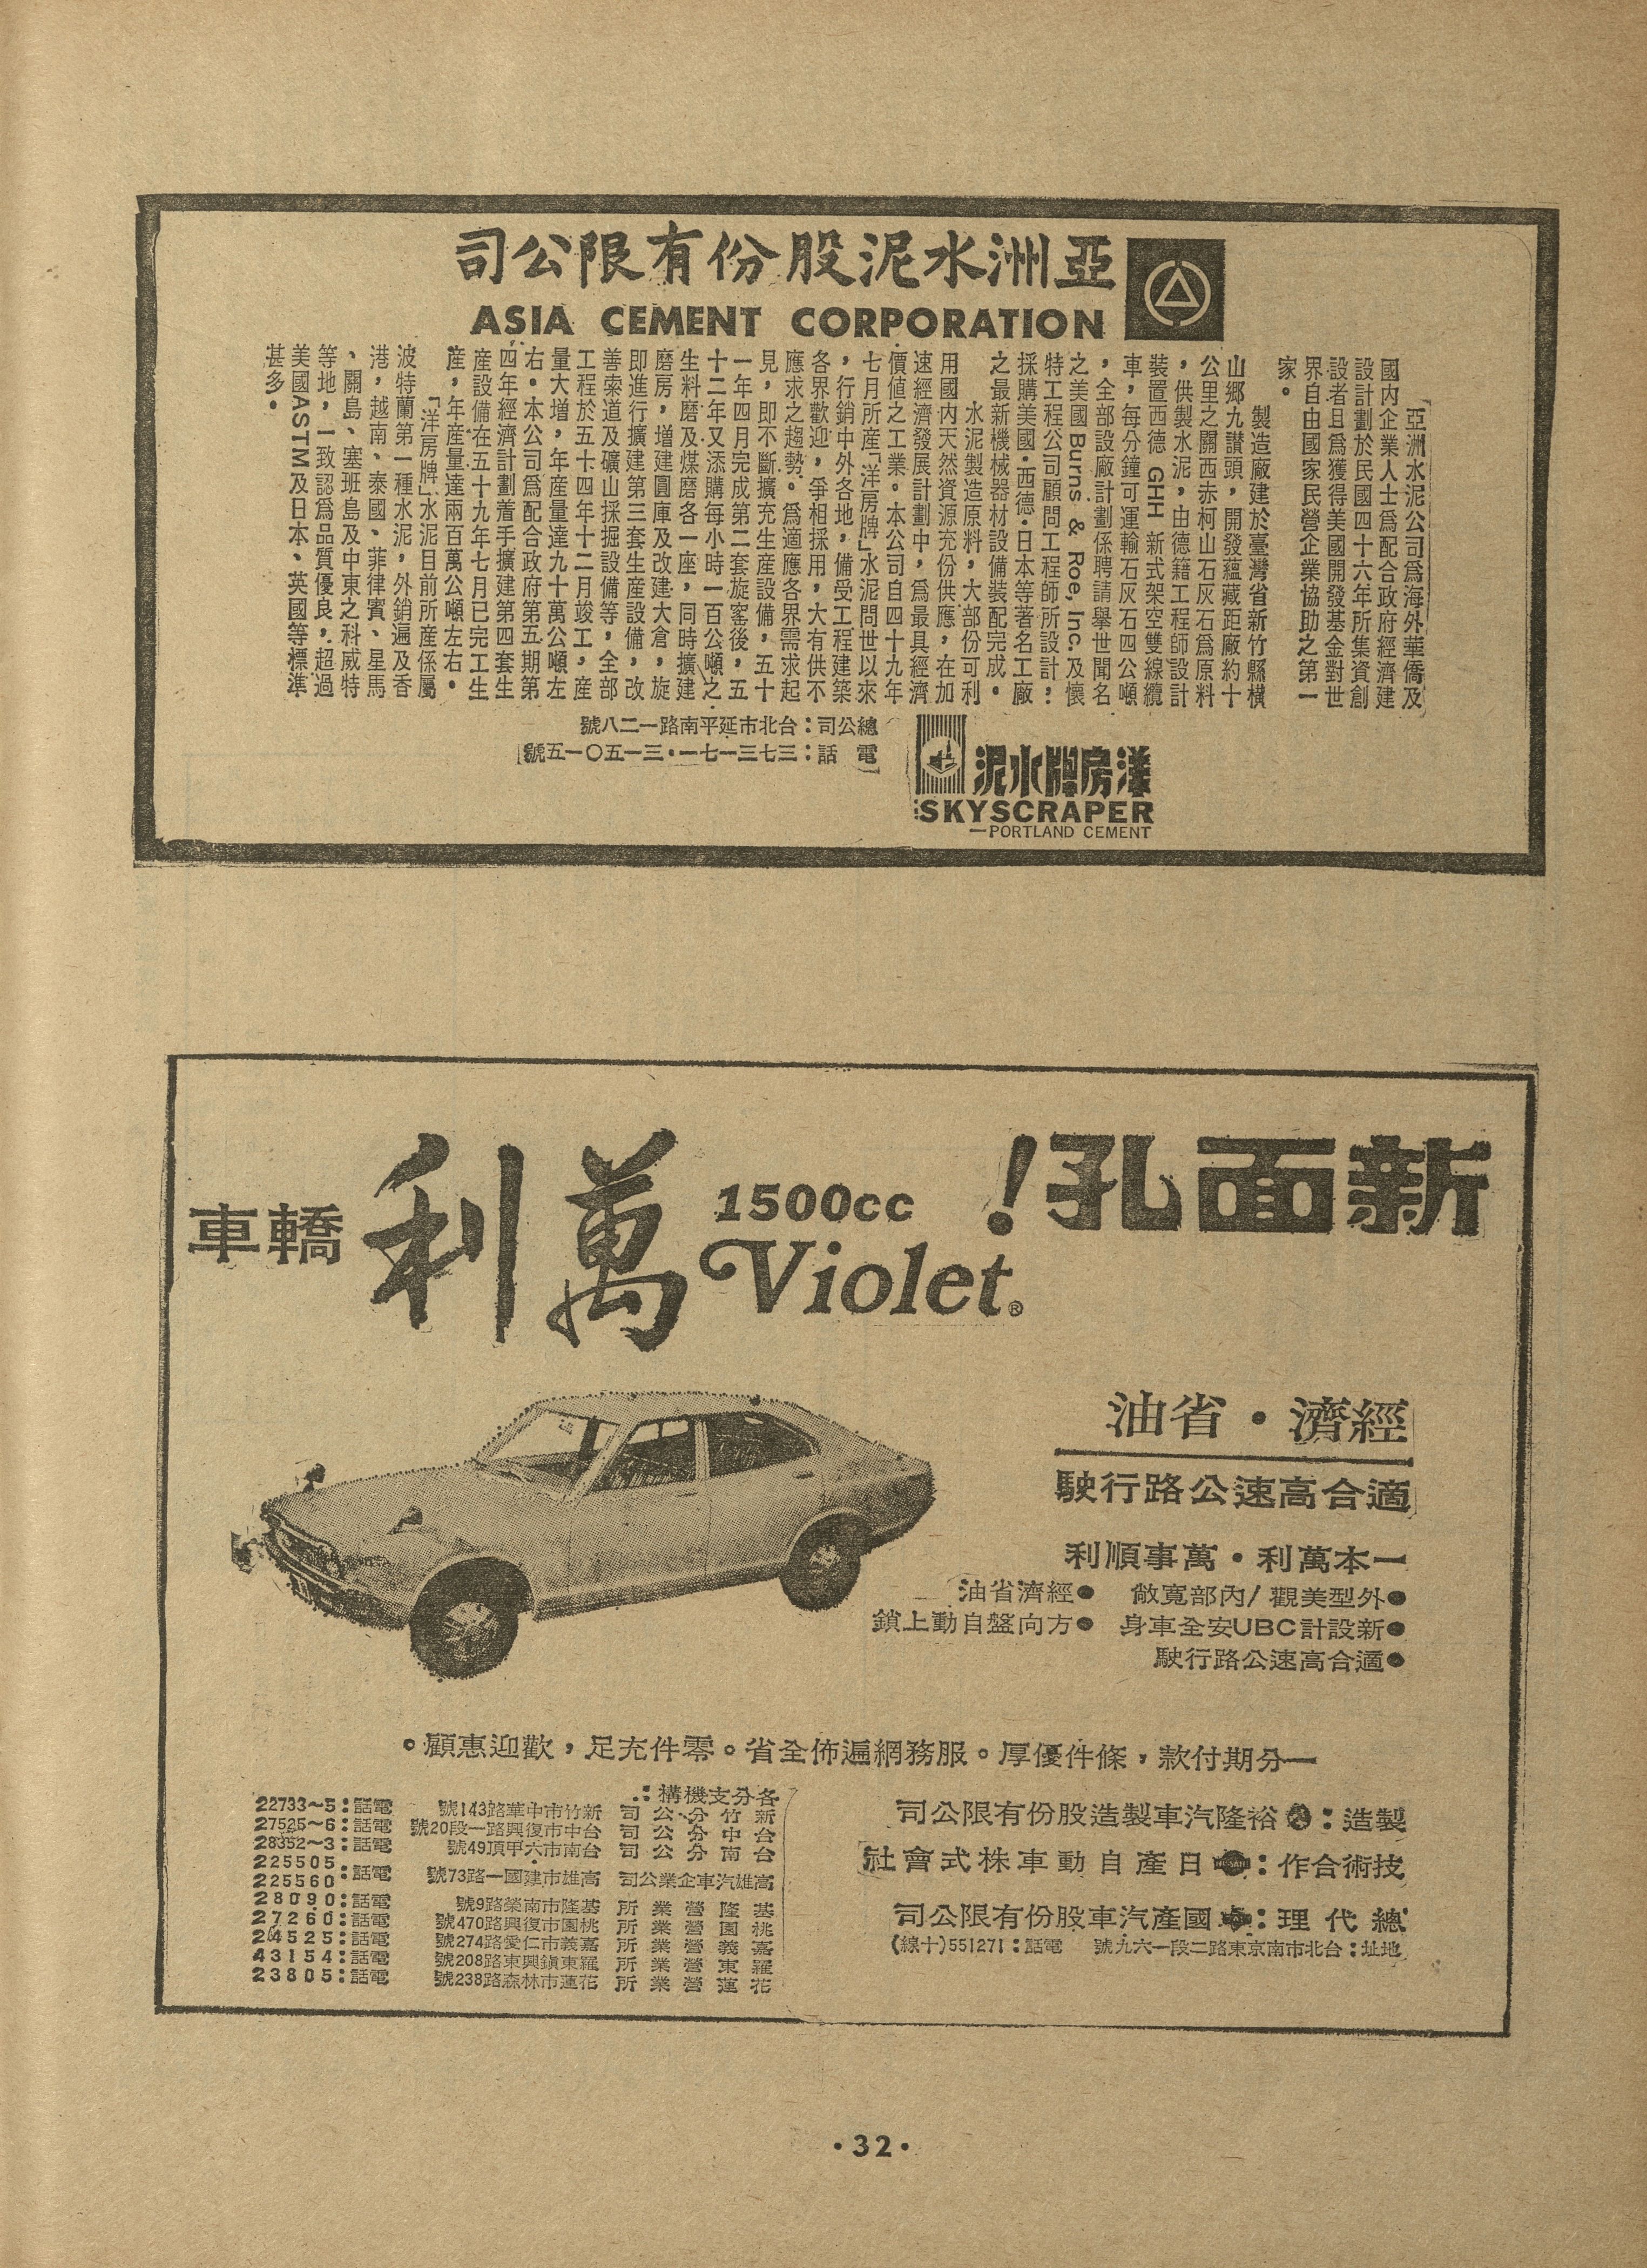 亞洲水泥股份有限公司
ASIA CEMENT CORPORATION
亞洲水泥公司爲海外華僑及
國內企業人士爲配合政府經濟建
設計劃於民國四十六年所集資創
設者且爲獲得美國開發基金對世
界自由國家民營企業協助之第一
家。
製造廠建於臺灣省新竹縣橫
山鄉九讚頭，開發蘊藏距廠約十
公里之關西赤柯山石灰石爲原料
，供製水泥，由德籍工程師設計
裝置西德 GHH 新式架空雙線纜
車，每分鐘可運輸石灰石四公噸
，全部設廠計劃係聘請舉世聞名
之美國 Burns & Roe, Inc. 及懷
特工程公司顧問工程師所設計；
採購美國・西德・日本等著名工廠
之最新機械器材設備裝配完成。
水泥製造原料，大部份可利
用國內天然資源充份供應，在加
速經濟發展計劃中，爲最具經濟
價値之工業。本公司自四十九年
七月所產「洋房牌」水泥問世以來
，行銷中外各地，備受工程建築
各界歡迎，爭相採用，大有供不
應求之趨勢。爲適應各界需求起
見，即不斷擴充生產設備，五十
一年四月完成第二套旋窰後，五
十二年又添購每小時一百公噸之
生料磨及煤磨各一座，同時擴建
磨房，增建圓庫及改建大倉，旋
即進行擴建第三套生產設備，改
善索道及礦山採掘設備等，全部
工程於五十四年十二月竣工，產
量大增，年產量達九十萬公噸左
右。本公司爲配合政府第五期第
四年經濟計劃着手擴建第四套生
產設備在五十九年七月已完工生
產，年產量達兩百萬公噸左右。
「洋房牌」水泥目前所產係屬
波特蘭第一種水泥，外銷遍及香
港，越南、泰國、菲律賓、星馬
、關島、塞班島及中東之科威特
等地，一致認爲品質優良，超過
美國ASTM及日本、英國等標準
甚多。
洋房牌水泥
SKYSCRAPER
—PORTLAND CEMENT
總公司：台北市延平南路一二八號
電話：三七三一七一・三一五〇一五號
新面孔！
1500cc
Violet®
萬利
轎車
經濟・省油
適合高速公路行駛
一本萬利・萬事順利
●外型美觀/內部寬敞 ●經濟省油
●新設計UBC安全車身 ●方向盤自動上鎖
●適合高速公路行駛
一分期付款，條件優厚。服務網遍佈全省。零件充足，歡迎惠顧。
製造：裕隆汽車製造股份有限公司
技術合作：日產自動車株式會社
總代理：國產汽車股份有限公司
地址：台北市南京東路二段一六九號 電話：551271（十線）
各分支機構：
新竹分公司 新竹市中華路143號 電話：22733～5
台中分公司 台中市復興路一段20號 電話：27525～6
台南分公司 台南市六甲頂49號 電話：28352～3
高雄汽車企業公司 高雄市建國一路73號 電話：225505 225560
基隆營業所 基隆市南榮路9號 電話：28090
桃園營業所 桃園市復興路470號 電話：27260
嘉義營業所 嘉義市仁愛路274號 電話：24525
羅東營業所 羅東鎮興東路208號 電話：43154
花蓮營業所 花蓮市林森路238號 電話：23805
・32・